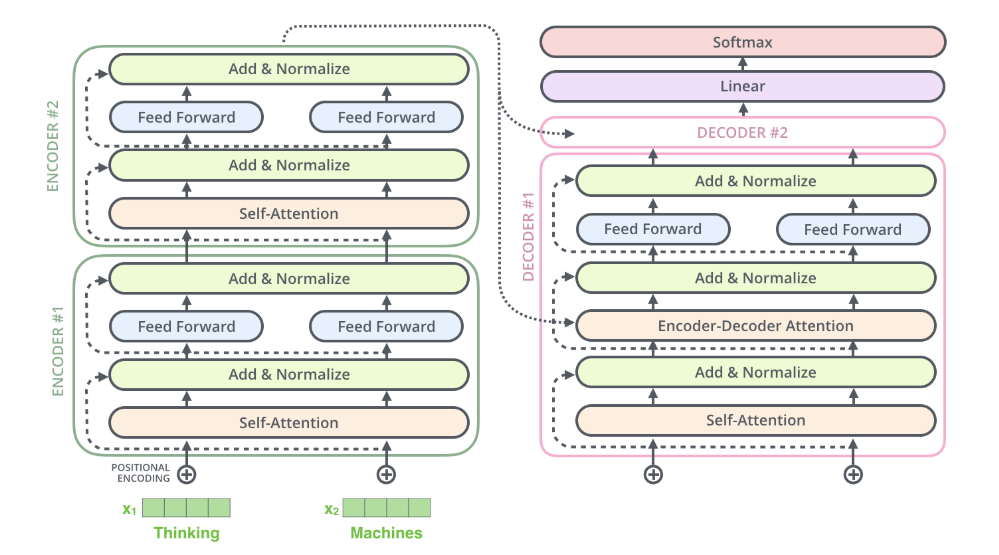 ENCODER #2
Add & Normalize
Feed Forward
Feed Forward
Add & Normalize
Self-Attention
ENCODER #1
Add & Normalize
Feed Forward
Feed Forward
Add & Normalize
Self-Attention
POSITIONAL
ENCODING
x₁
x₂
Thinking
Machines
Softmax
Linear
DECODER #2
DECODER #1
Add & Normalize
Feed Forward
Feed Forward
Add & Normalize
Encoder-Decoder Attention
Add & Normalize
Self-Attention